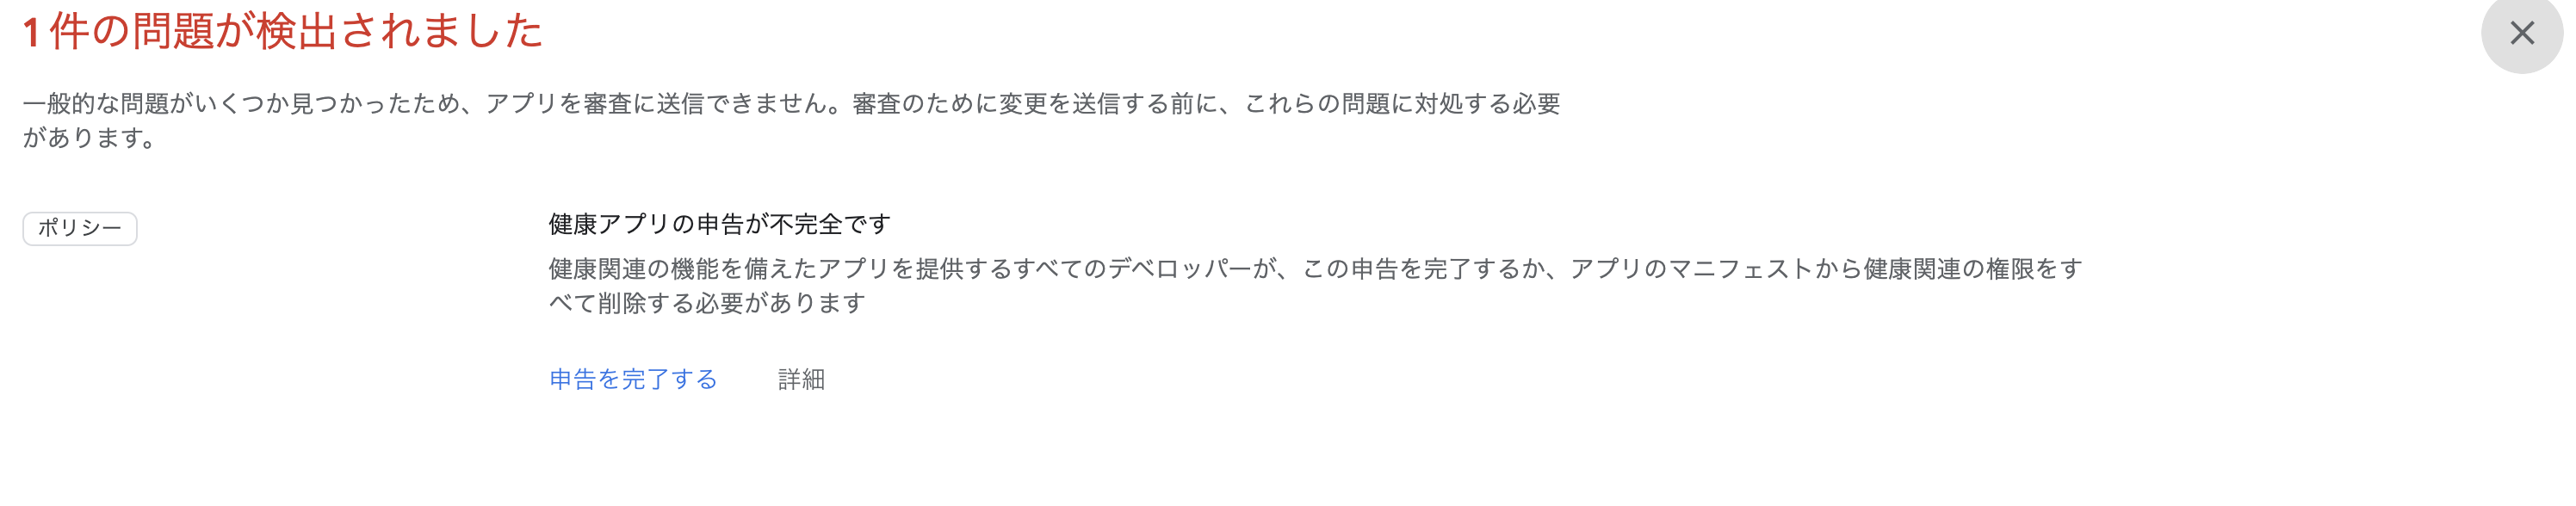 1 件の問題が検出されました
一般的な問題がいくつか見つかったため、アプリを審査に送信できません。審査のために変更を送信する前に、これらの問題に対処する必要
があります。
ポリシー
健康アプリの申告が不完全です
健康関連の機能を備えたアプリを提供するすべてのデベロッパーが、この申告を完了するか、アプリのマニフェストから健康関連の権限をす
べて削除する必要があります
申告を完了する 詳細